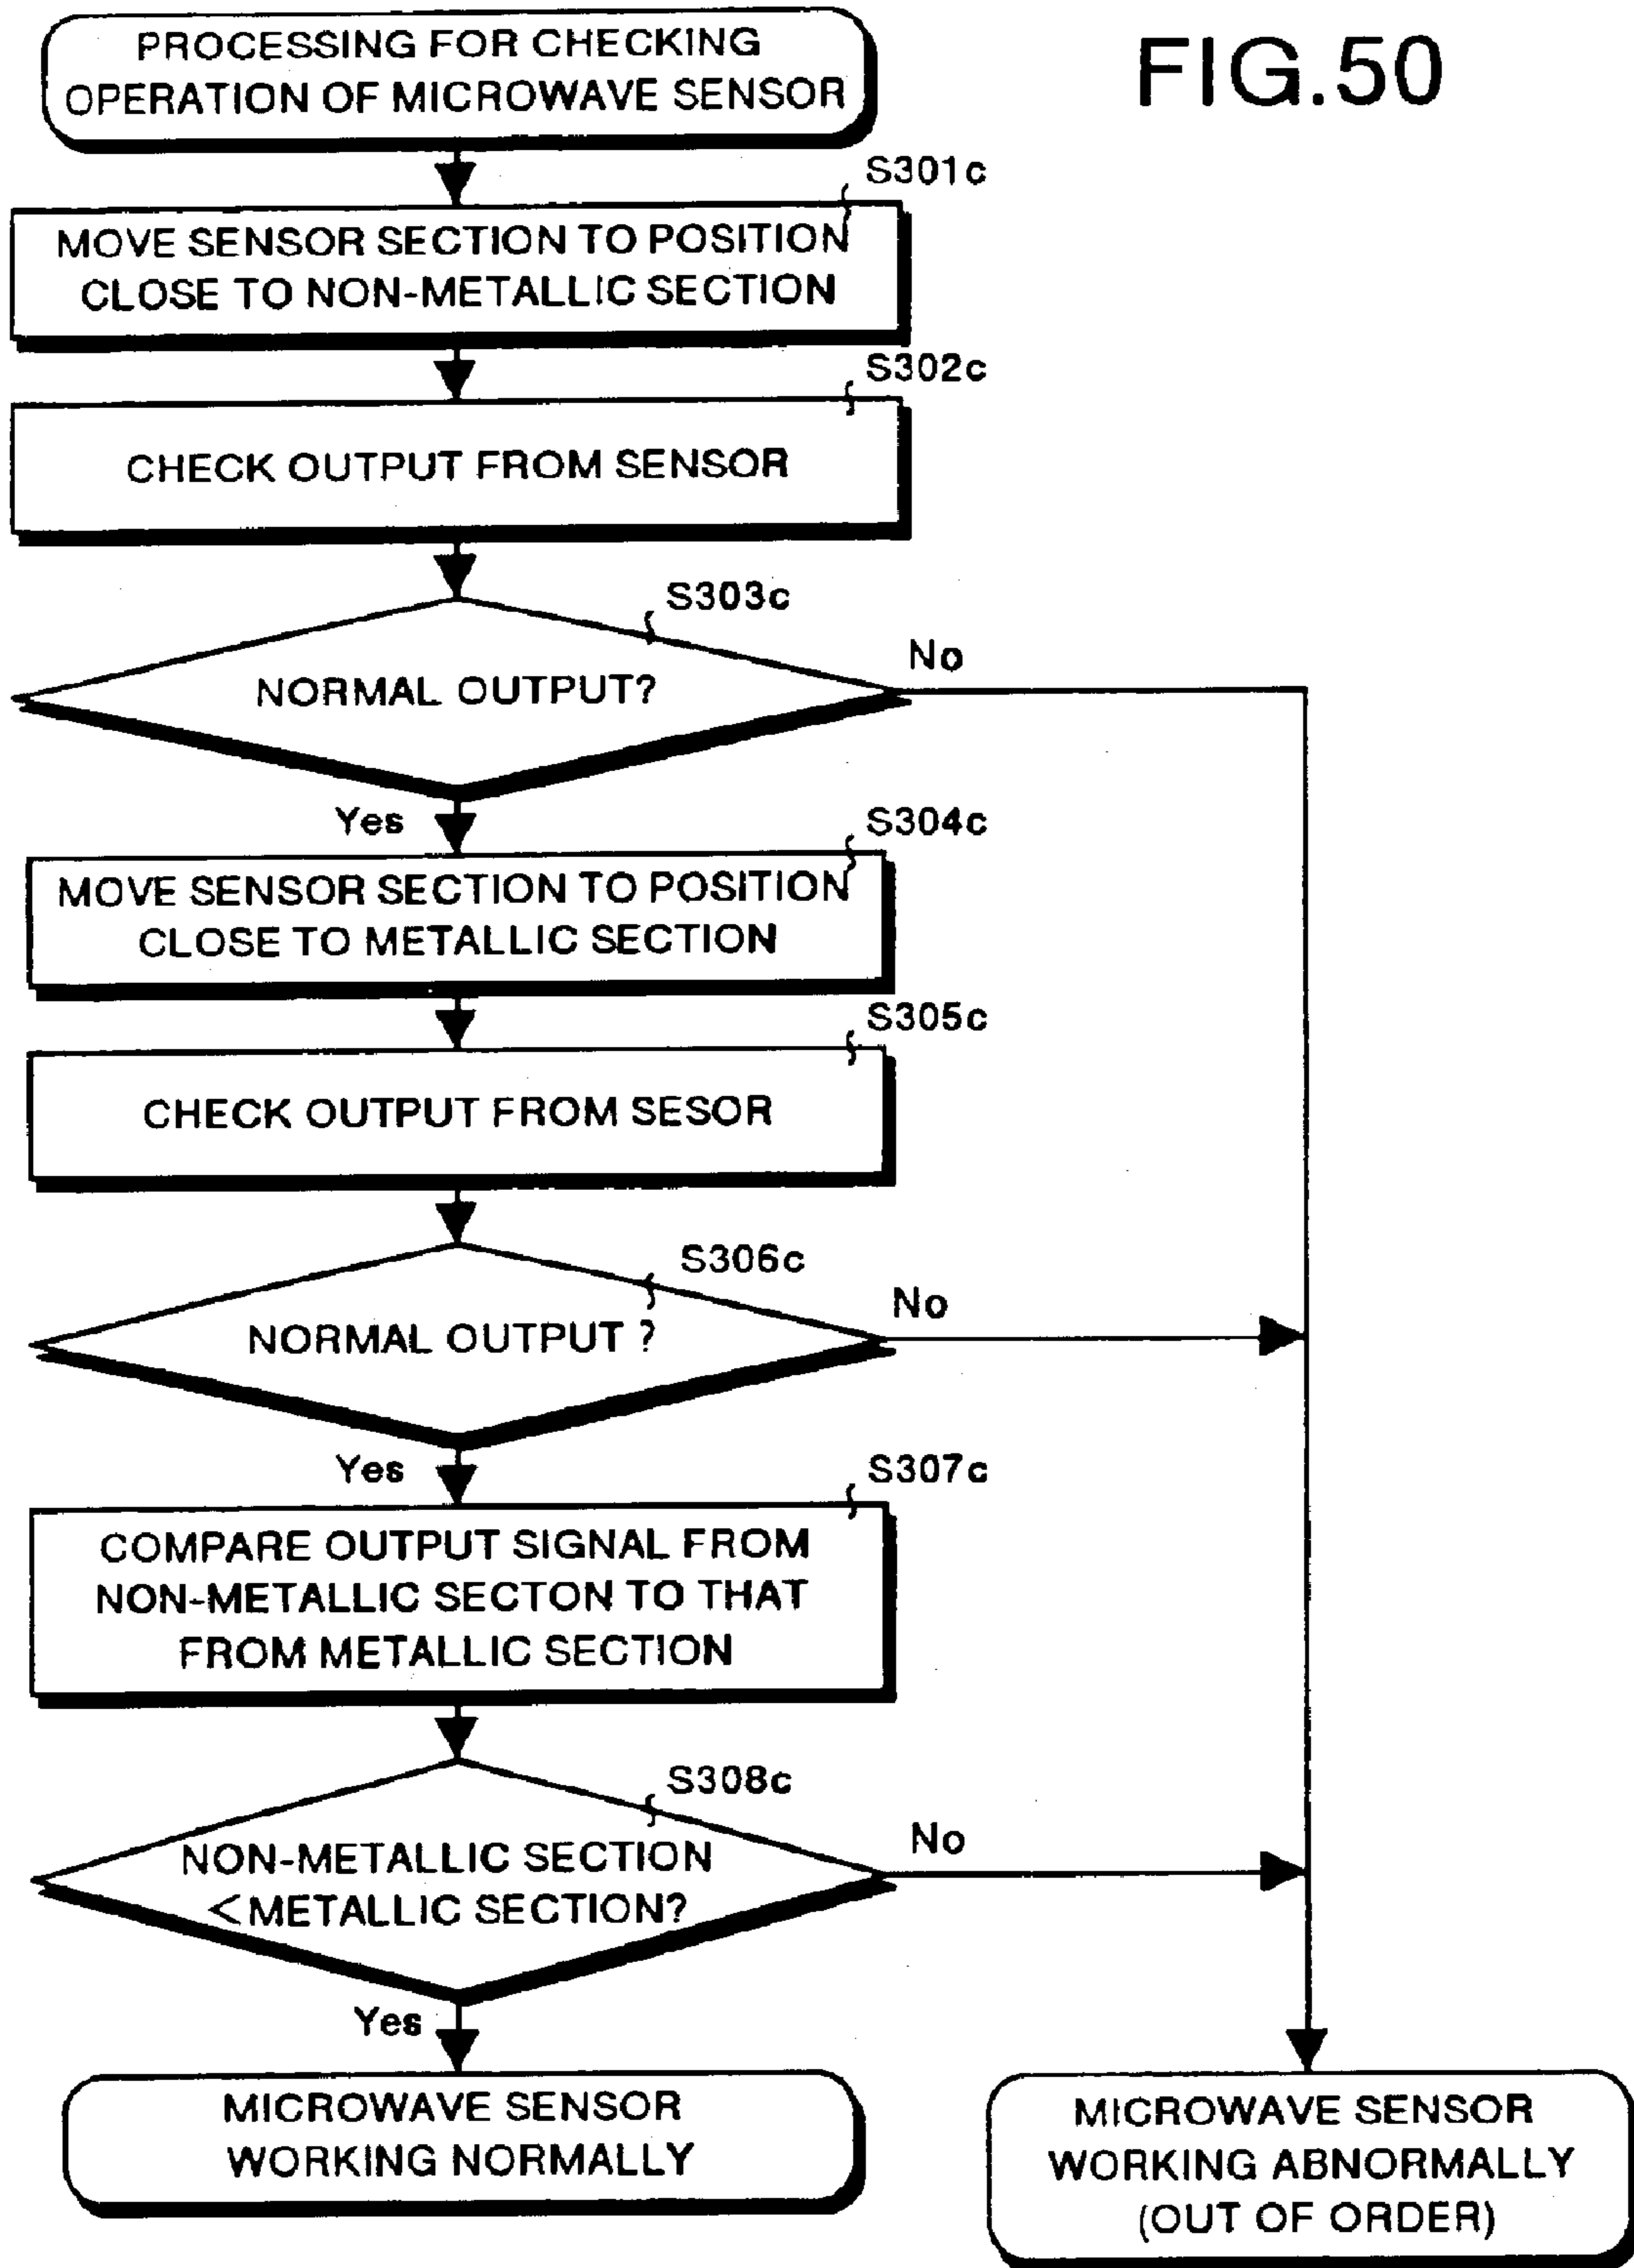 FIG.50
PROCESSING FOR CHECKING
OPERATION OF MICROWAVE SENSOR
S301c
MOVE SENSOR SECTION TO POSITION
CLOSE TO NON-METALLIC SECTION
S302c
CHECK OUTPUT FROM SENSOR
S303c
NORMAL OUTPUT?
No
Yes
S304c
MOVE SENSOR SECTION TO POSITION
CLOSE TO METALLIC SECTION
S305c
CHECK OUTPUT FROM SESOR
S306c
NORMAL OUTPUT ?
No
Yes
S307c
COMPARE OUTPUT SIGNAL FROM
NON-METALLIC SECTON TO THAT
FROM METALLIC SECTION
S308c
NON-METALLIC SECTION
<METALLIC SECTION?
No
Yes
MICROWAVE SENSOR
WORKING NORMALLY
MICROWAVE SENSOR
WORKING ABNORMALLY
(OUT OF ORDER)